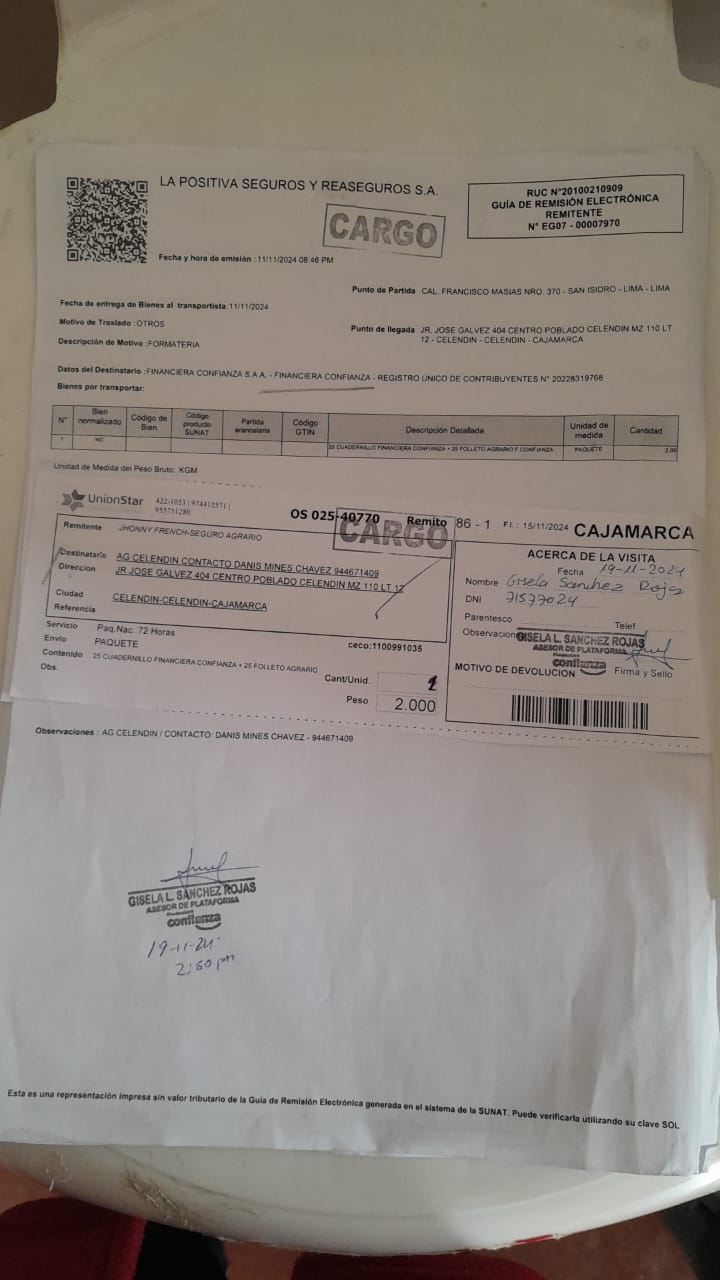 LA POSITIVA SEGUROS Y REASEGUROS S.A.
CARGO
RUC N°20100210909
GUÍA DE REMISIÓN ELECTRÓNICA
REMITENTE
N° EG07 - 00007970
Fecha y hora de emisión : 11/11/2024 06:46 PM
Punto de Partida CAL. FRANCISCO MASIAS NRO. 370 - SAN ISIDRO - LIMA - LIMA
Fecha de entrega de Bienes al transportista: 11/11/2024
Motivo de Traslado : OTROS
Punto de llegada JR. JOSE GALVEZ 404 CENTRO POBLADO CELENDIN MZ 110 LT
12 - CELENDIN - CELENDIN - CAJAMARCA
Descripción de Motivo : FORMATERIA
Datos del Destinatario : FINANCIERA CONFIANZA S.A.A. - FINANCIERA CONFIANZA - REGISTRO ÚNICO DE CONTRIBUYENTES N° 20228319768
Bienes por transportar:
N° Bien normalizado Código de Bien Código producto SUNAT Partida arancelaria Código GTIN Descripción Detallada Unidad de medida Cantidad
1 NO 25 CUADERNILLO FINANCIERA CONFIANZA + 25 FOLLETO AGRARIO F. CONFIANZA PAQUETE 2.00
Unidad de Medida del Peso Bruto: KGM
UnionStar 422-1053 | 974412571 |
955751280
OS 025-40770 Remito 86 - 1 F.I. : 15/11/2024 CAJAMARCA
CARGO
Remitente JHONNY FRENCH-SEGURO AGRARIO
Destinatario AG CELENDIN CONTACTO DANIS MINES CHAVEZ 944671409
Direccion JR JOSE GALVEZ 404 CENTRO POBLADO CELENDIN MZ 110 LT 12
Ciudad CELENDIN-CELENDIN-CAJAMARCA
Referencia
Servicio Paq.Nac. 72 Horas
ceco:1100991035
Envio PAQUETE
Contenido 25 CUADERNILLO FINANCIERA CONFIANZA + 25 FOLLETO AGRARIO
Obs.
Cant/Unid. 1
Peso 2.000
ACERCA DE LA VISITA
Fecha 19-11-2024
Nombre Gisela Sanchez Rojas
DNI 71577024
Parentesco Telef
Observacion
GISELA L. SANCHEZ ROJAS
ASESOR DE PLATAFORMA
confianza
Firma y Sello
MOTIVO DE DEVOLUCION
Observaciones : AG CELENDIN / CONTACTO: DANIS MINES CHAVEZ - 944671409
GISELA L. SANCHEZ ROJAS
ASESOR DE PLATAFORMA
confianza
19-11-24
2:50 pm
Esta es una representación impresa sin valor tributario de la Guía de Remisión Electrónica generada en el sistema de la SUNAT. Puede verificarla utilizando su clave SOL